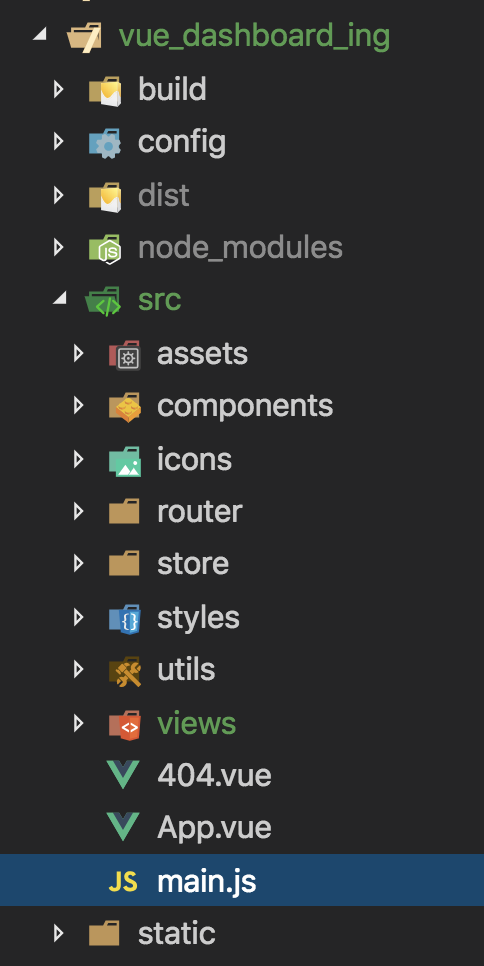 vue_dashboard_ing
build
config
dist
node_modules
src
assets
components
icons
router
store
styles
utils
views
404.vue
App.vue
JS main.js
static